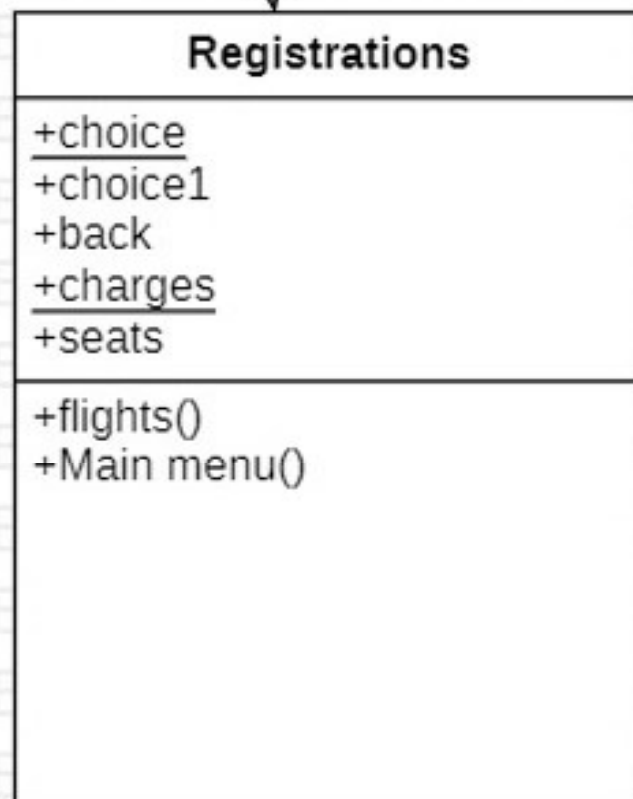 Registrations
+choice
+choice1
+back
+charges
+seats
+flights()
+Main menu()